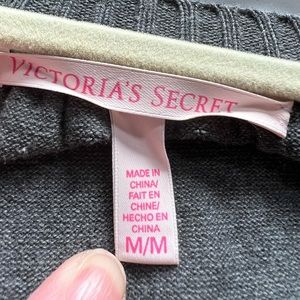 VICTORIA'S SECRET
MADE IN
CHINA/
FAIT EN
CHINE/
HECHO EN
CHINA
M/M